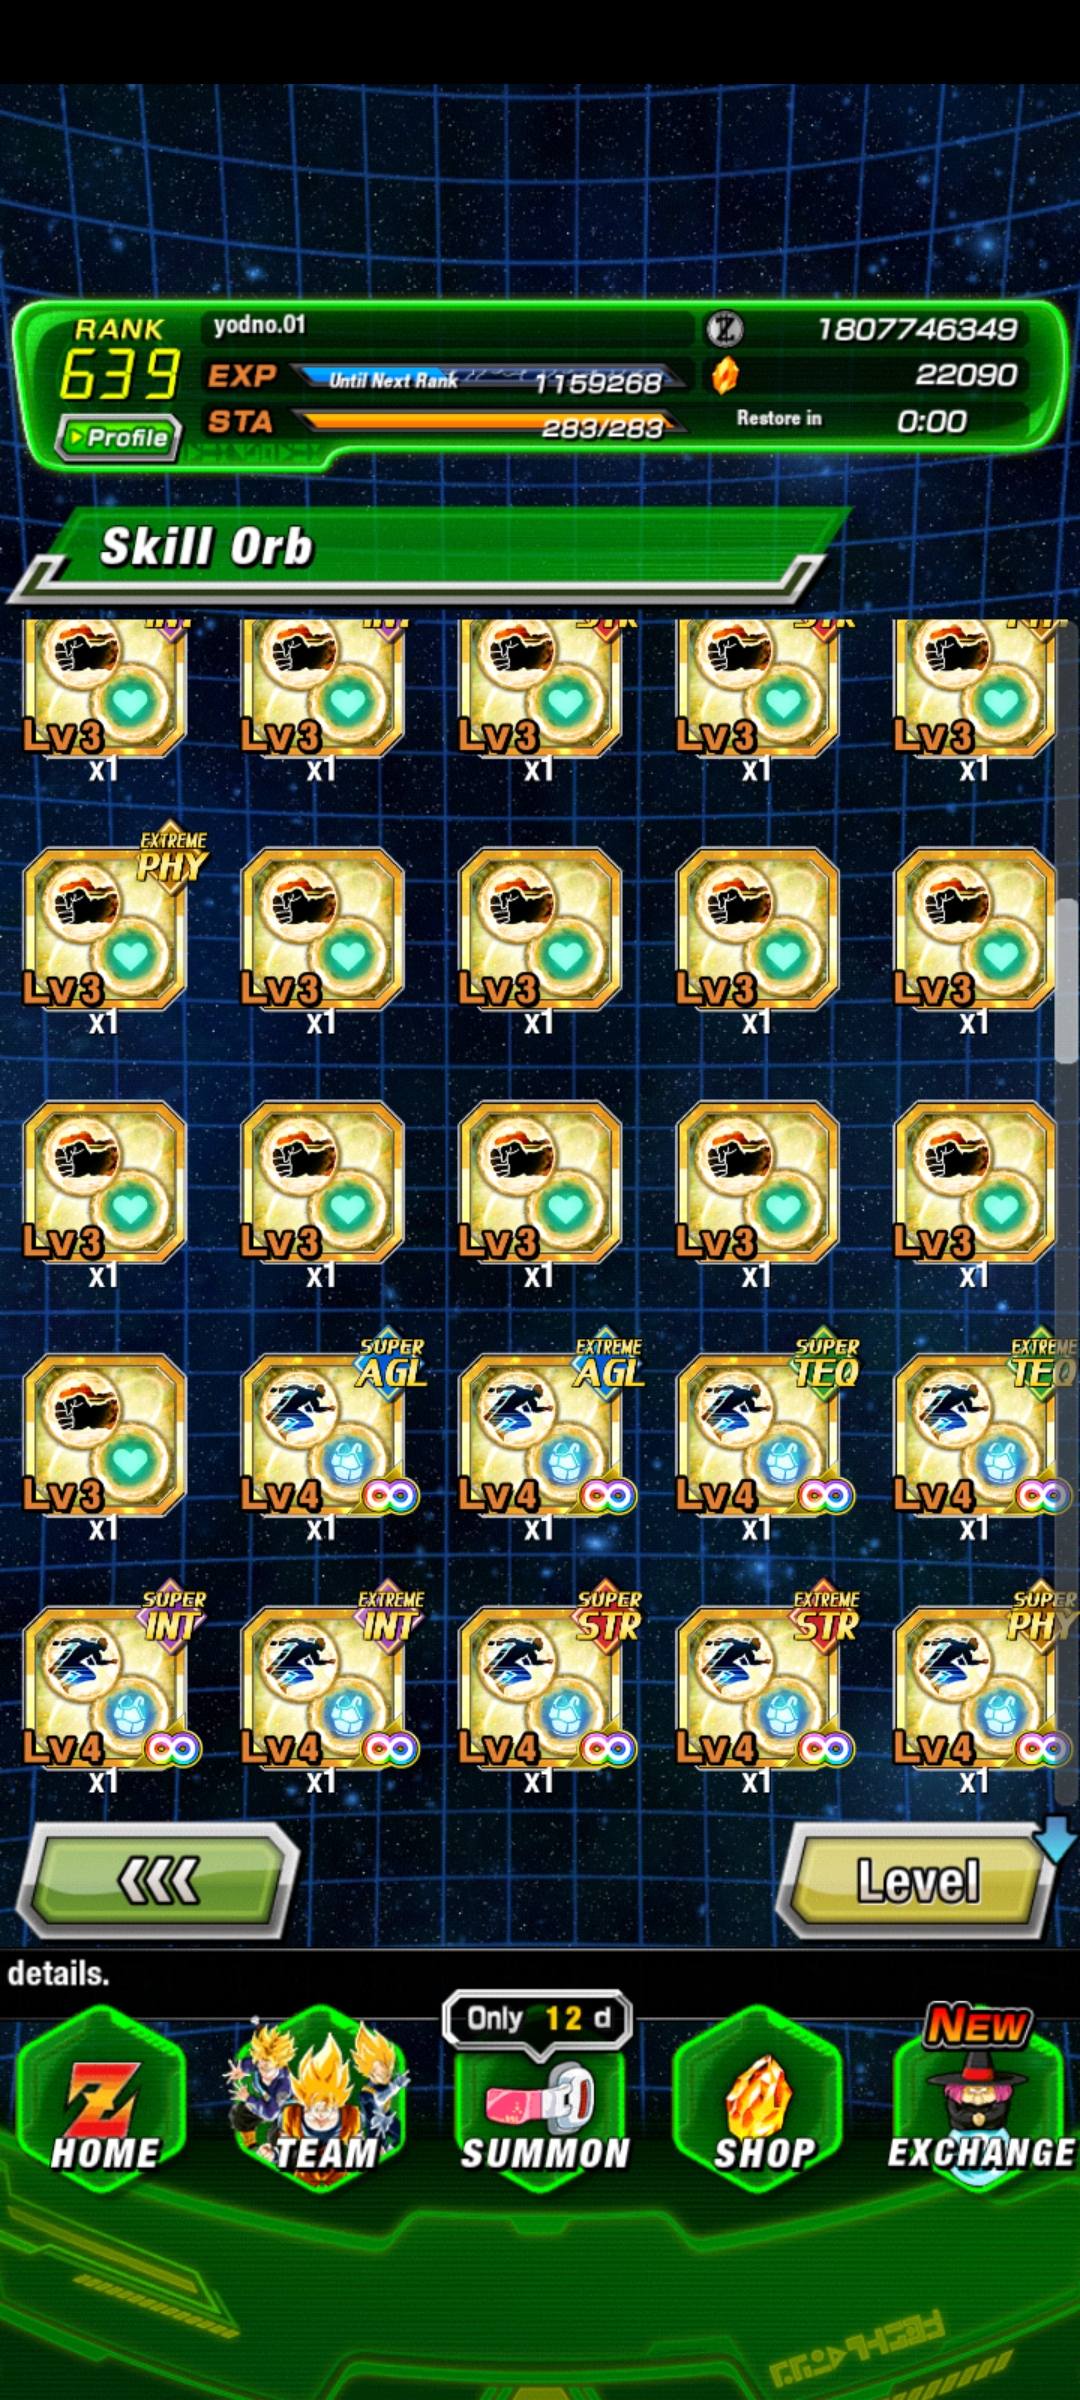 RANK
639
yodno.01
1807746349
EXP
Until Next Rank
1159268
22090
STA
283/283
Restore in
0:00
Profile
Skill Orb
Lv3 Lv3 Lv3 Lv3 Lv3
x1 x1 x1 x1 x1
EXTREME
PHY
Lv3 Lv3 Lv3 Lv3 Lv3
x1 x1 x1 x1 x1
Lv3 Lv3 Lv3 Lv3 Lv3
x1 x1 x1 x1 x1
SUPER EXTREME SUPER EXTREME
AGL AGL TEQ TEQ
Lv3 Lv4 Lv4 Lv4 Lv4
x1 x1 x1 x1 x1
SUPER EXTREME SUPER EXTREME SUPER
INT INT STR STR PHY
Lv4 Lv4 Lv4 Lv4 Lv4
x1 x1 x1 x1 x1
Level
details.
Only 12 d
NEW
HOME
TEAM
SUMMON
SHOP
EXCHANGE